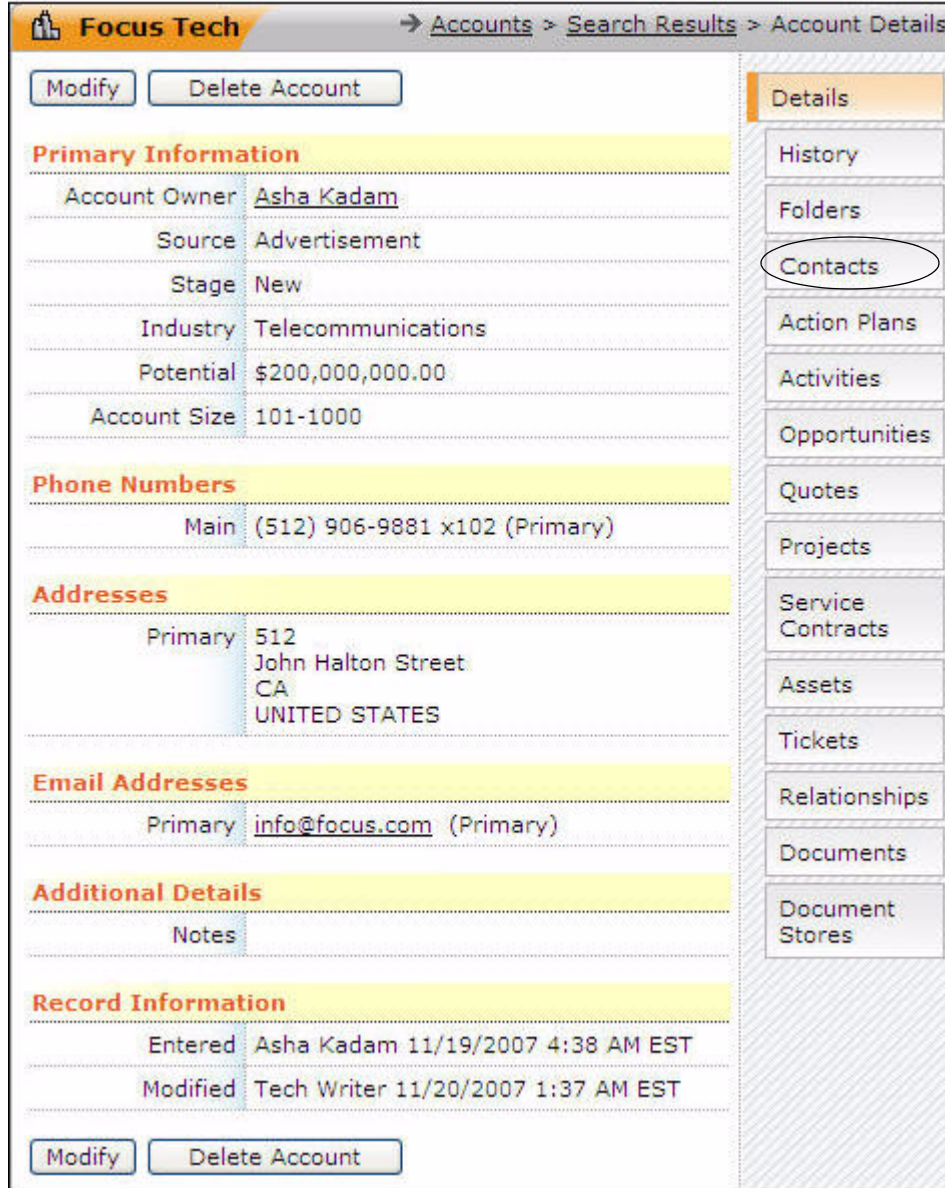 Focus Tech
→ Accounts > Search Results > Account Details
Modify Delete Account
Primary Information
Account Owner Asha Kadam
Source Advertisement
Stage New
Industry Telecommunications
Potential $200,000,000.00
Account Size 101-1000
Phone Numbers
Main (512) 906-9881 x102 (Primary)
Addresses
Primary 512
John Halton Street
CA
UNITED STATES
Email Addresses
Primary info@focus.com (Primary)
Additional Details
Notes
Record Information
Entered Asha Kadam 11/19/2007 4:38 AM EST
Modified Tech Writer 11/20/2007 1:37 AM EST
Modify Delete Account
Details
History
Folders
Contacts
Action Plans
Activities
Opportunities
Quotes
Projects
Service
Contracts
Assets
Tickets
Relationships
Documents
Document
Stores